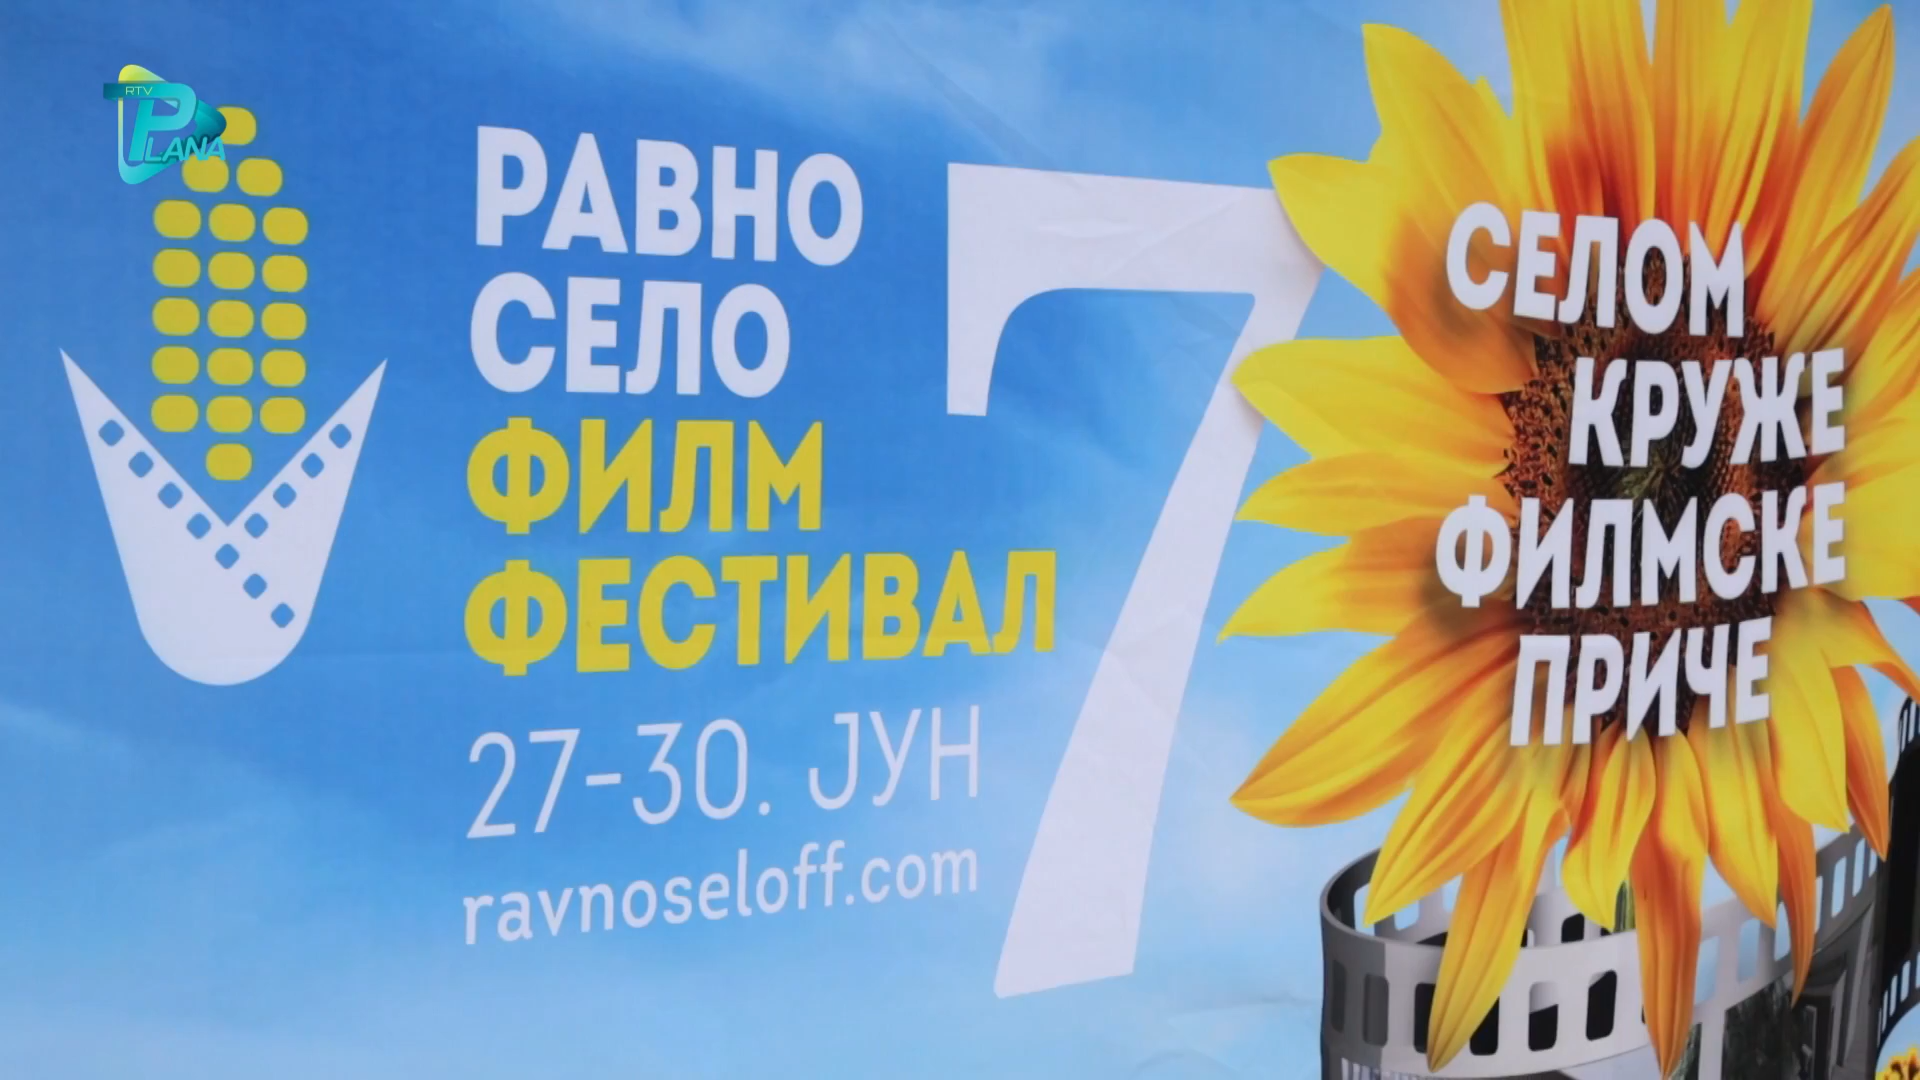 RTV
PLANA
РАВНО
СЕЛО
ФИЛМ
ФЕСТИВАЛ
27-30. ЈУН
ravnoseloff.com
7
СЕЛОМ
КРУЖЕ
ФИЛМСКЕ
ПРИЧЕ